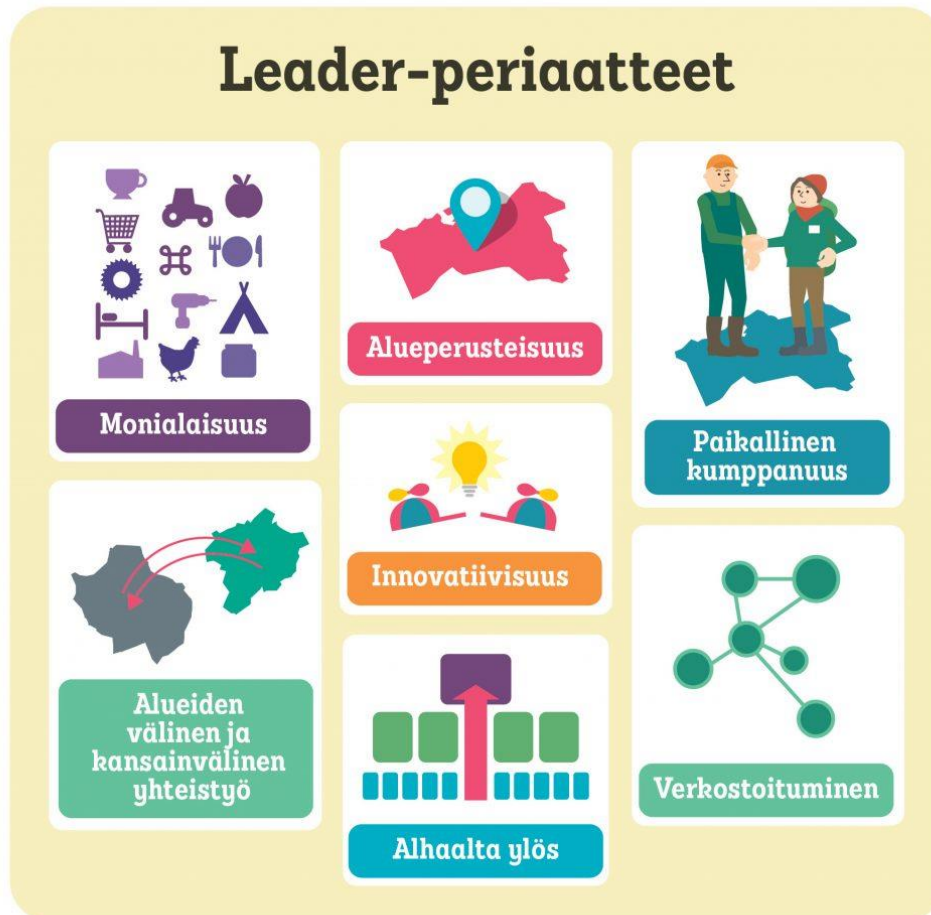 Leader-periaatteet
Monialaisuus
Alueperusteisuus
Paikallinen
kumppanuus
Alueiden
välinen ja
kansainvälinen
yhteistyö
Innovatiivisuus
Alhaalta ylös
Verkostoituminen